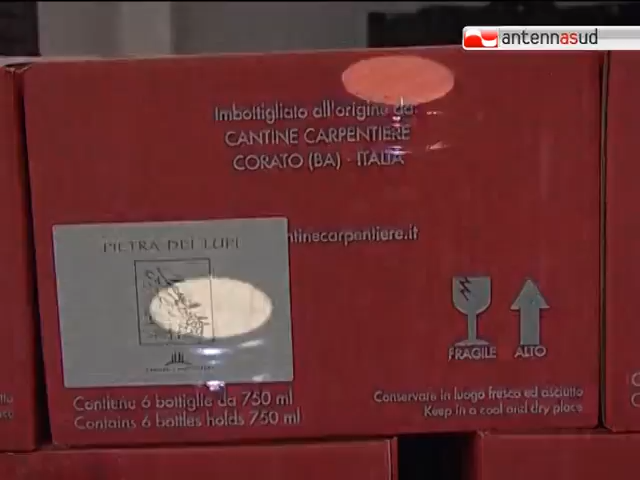 antennasud
Imbottigliato all'origine da:
CANTINE CARPENTIERE
CORATO (BA) - ITALIA
ntinecarpentiere.it
PIETRA DEI LUPI
FRAGILE
ALTO
Contiene 6 bottiglie da 750 ml
Contains 6 bottles holds 750 ml
Conservare in luogo fresco ed asciutto
Keep in a cool and dry place